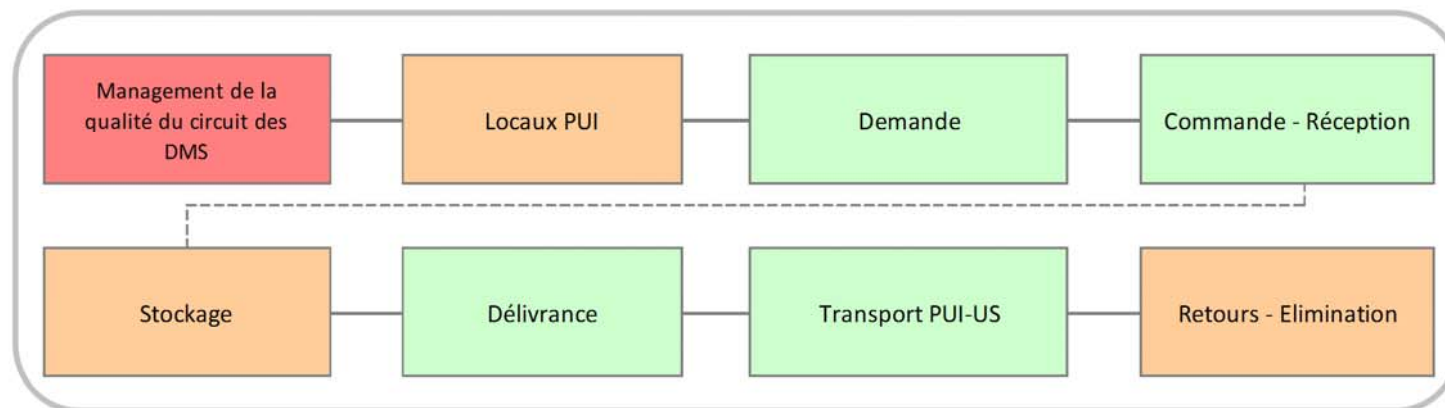 Management de la
qualité du circuit des
DMS
Locaux PUI
Demande
Commande - Réception
Stockage
Délivrance
Transport PUI-US
Retours - Elimination